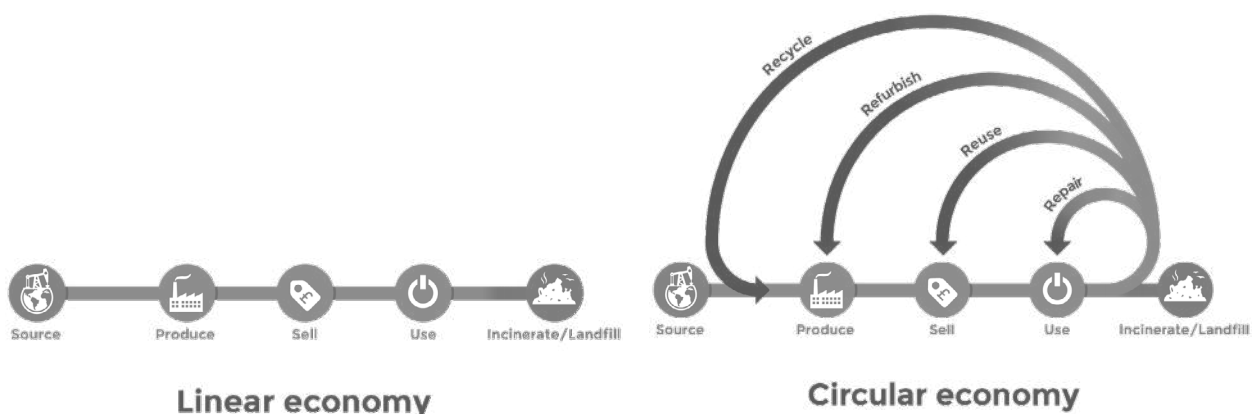 Recycle
Refurbish
Reuse
Repair
£
£
Source
Produce
Sell
Use
Incinerate/Landfill
Source
Produce
Sell
Use
Incinerate/Landfill
Linear economy
Circular economy